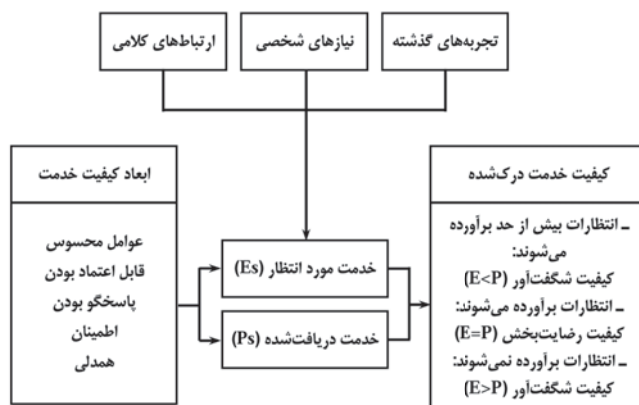 تجربه‌های گذشته
نیازهای شخصی
ارتباط‌های کلامی
کیفیت خدمت درک‌شده
ـ انتظارات بیش از حد برآورده
می‌شوند:
کیفیت شگفت‌آور (E<P)
ـ انتظارات برآورده می‌شوند:
کیفیت رضایت‌بخش (E=P)
ـ انتظارات برآورده نمی‌شوند:
کیفیت شگفت‌آور (E>P)
خدمت مورد انتظار (Es)
خدمت دریافت‌شده (Ps)
ابعاد کیفیت خدمت
عوامل محسوس
قابل اعتماد بودن
پاسخگو بودن
اطمینان
همدلی